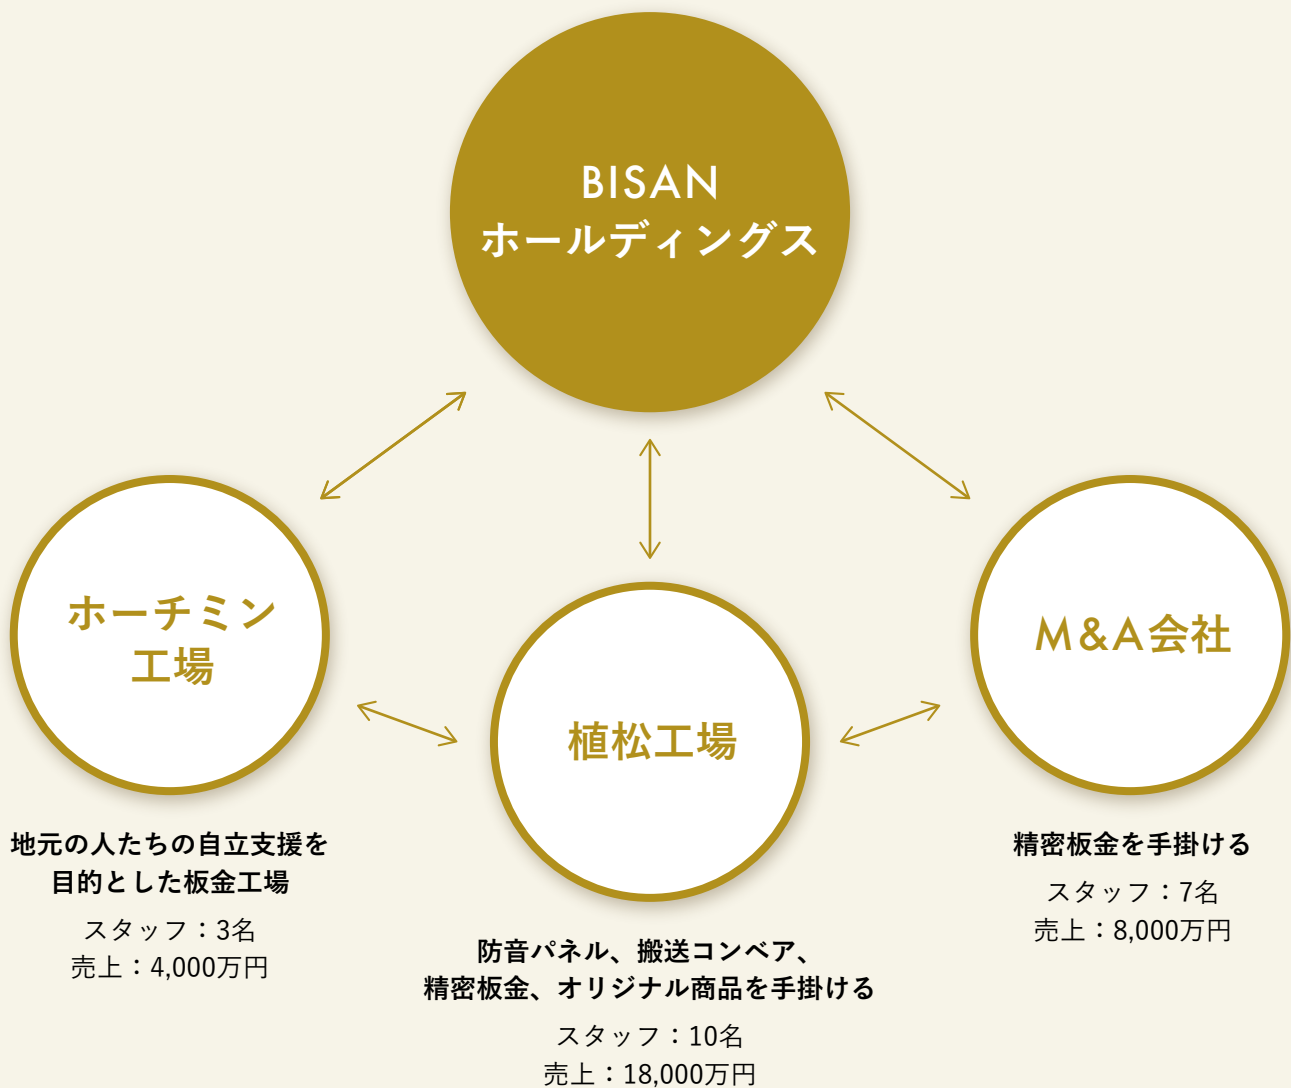 BISAN
ホールディングス
ホーチミン
工場
植松工場
M&A会社
地元の人たちの自立支援を
目的とした板金工場
スタッフ：3名
売上：4,000万円
防音パネル、搬送コンベア、
精密板金、オリジナル商品を手掛ける
スタッフ：10名
売上：18,000万円
精密板金を手掛ける
スタッフ：7名
売上：8,000万円